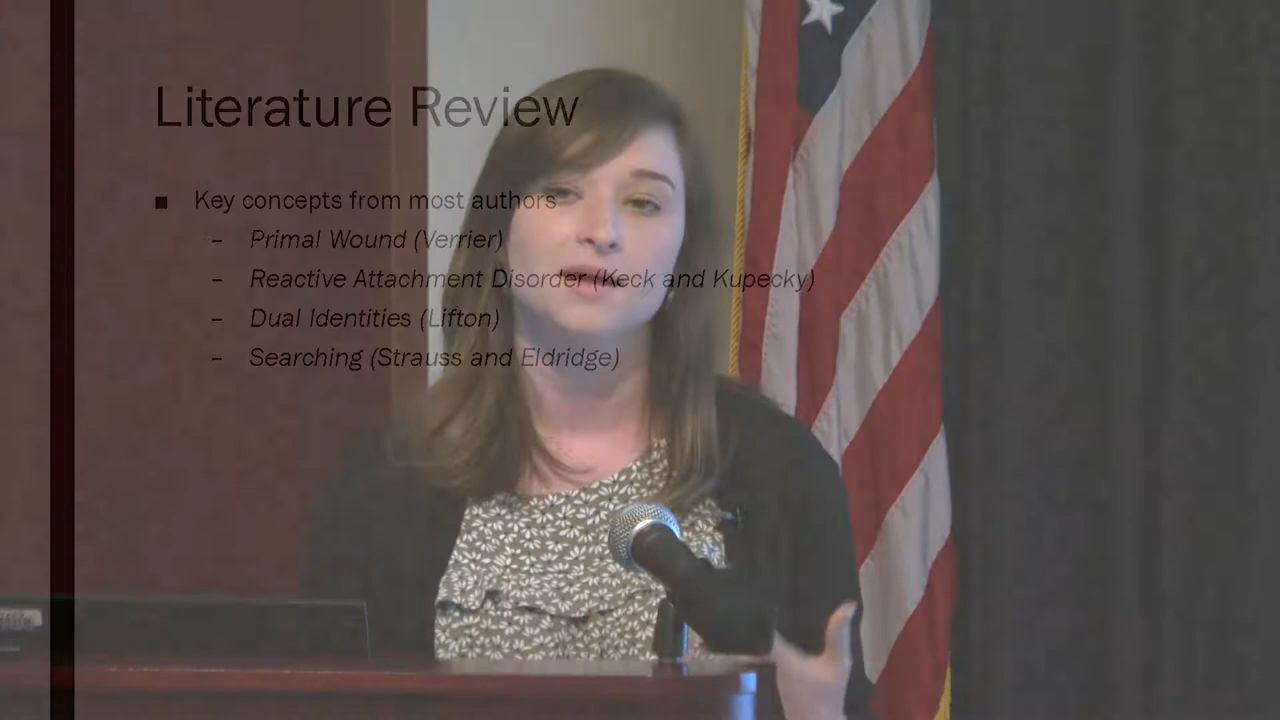 Literature Review
■ Key concepts from most authors
– Primal Wound (Verrier)
– Reactive Attachment Disorder (Keck and Kupecky)
– Dual Identities (Lifton)
– Searching (Strauss and Eldridge)